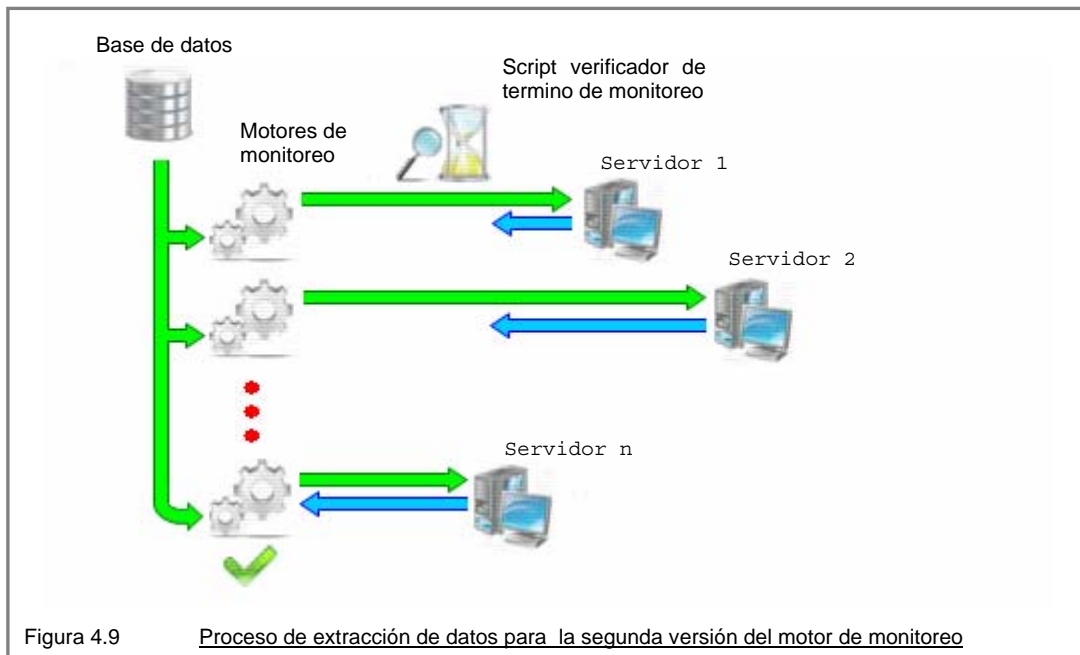 Base de datos
Script verificador de
termino de monitoreo
Motores de
monitoreo
Servidor 1
Servidor 2
Servidor n
Figura 4.9 Proceso de extracción de datos para la segunda versión del motor de monitoreo